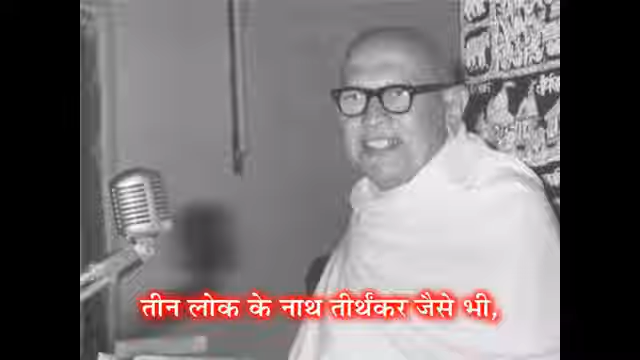 तीन लोक के नाथ तीर्थंकर जैसे भी,